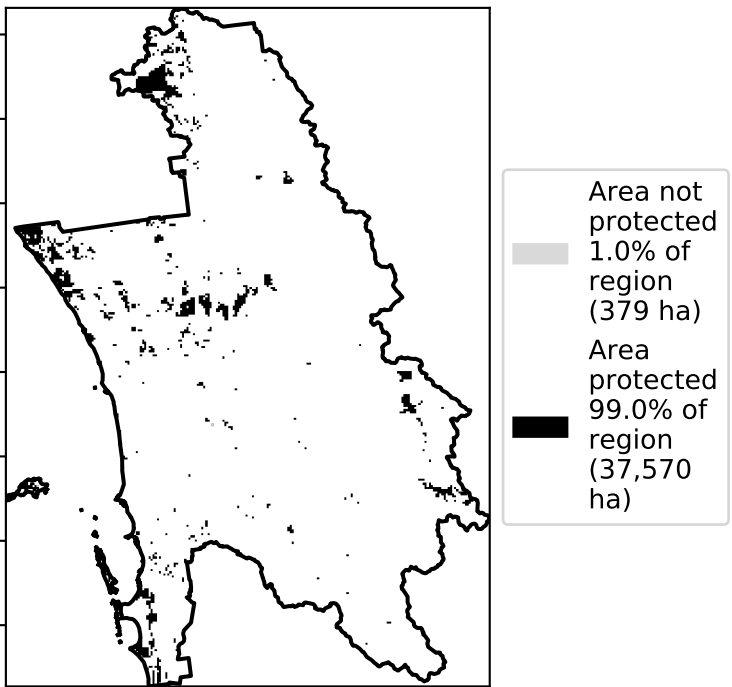 Area not
protected
1.0% of
region
(379 ha)
Area
protected
99.0% of
region
(37,570
ha)